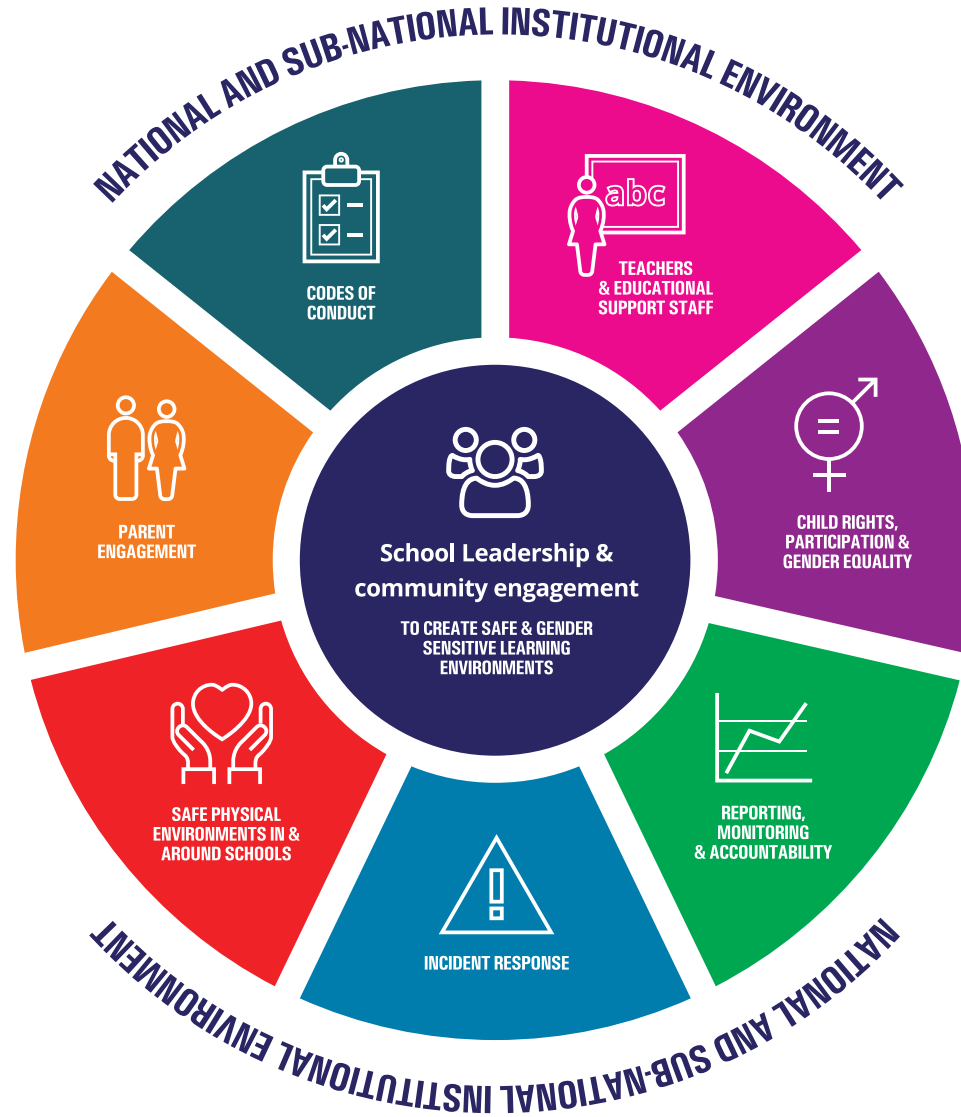 NATIONAL AND SUB-NATIONAL INSTITUTIONAL ENVIRONMENT
abc
TEACHERS
& EDUCATIONAL
SUPPORT STAFF
CODES OF
CONDUCT
CHILD RIGHTS,
PARTICIPATION &
GENDER EQUALITY
PARENT
ENGAGEMENT
School Leadership &
community engagement
TO CREATE SAFE & GENDER
SENSITIVE LEARNING
ENVIRONMENTS
REPORTING,
MONITORING
& ACCOUNTABILITY
SAFE PHYSICAL
ENVIRONMENTS IN &
AROUND SCHOOLS
INCIDENT RESPONSE
NATIONAL AND SUB-NATIONAL INSTITUTIONAL ENVIRONMENT